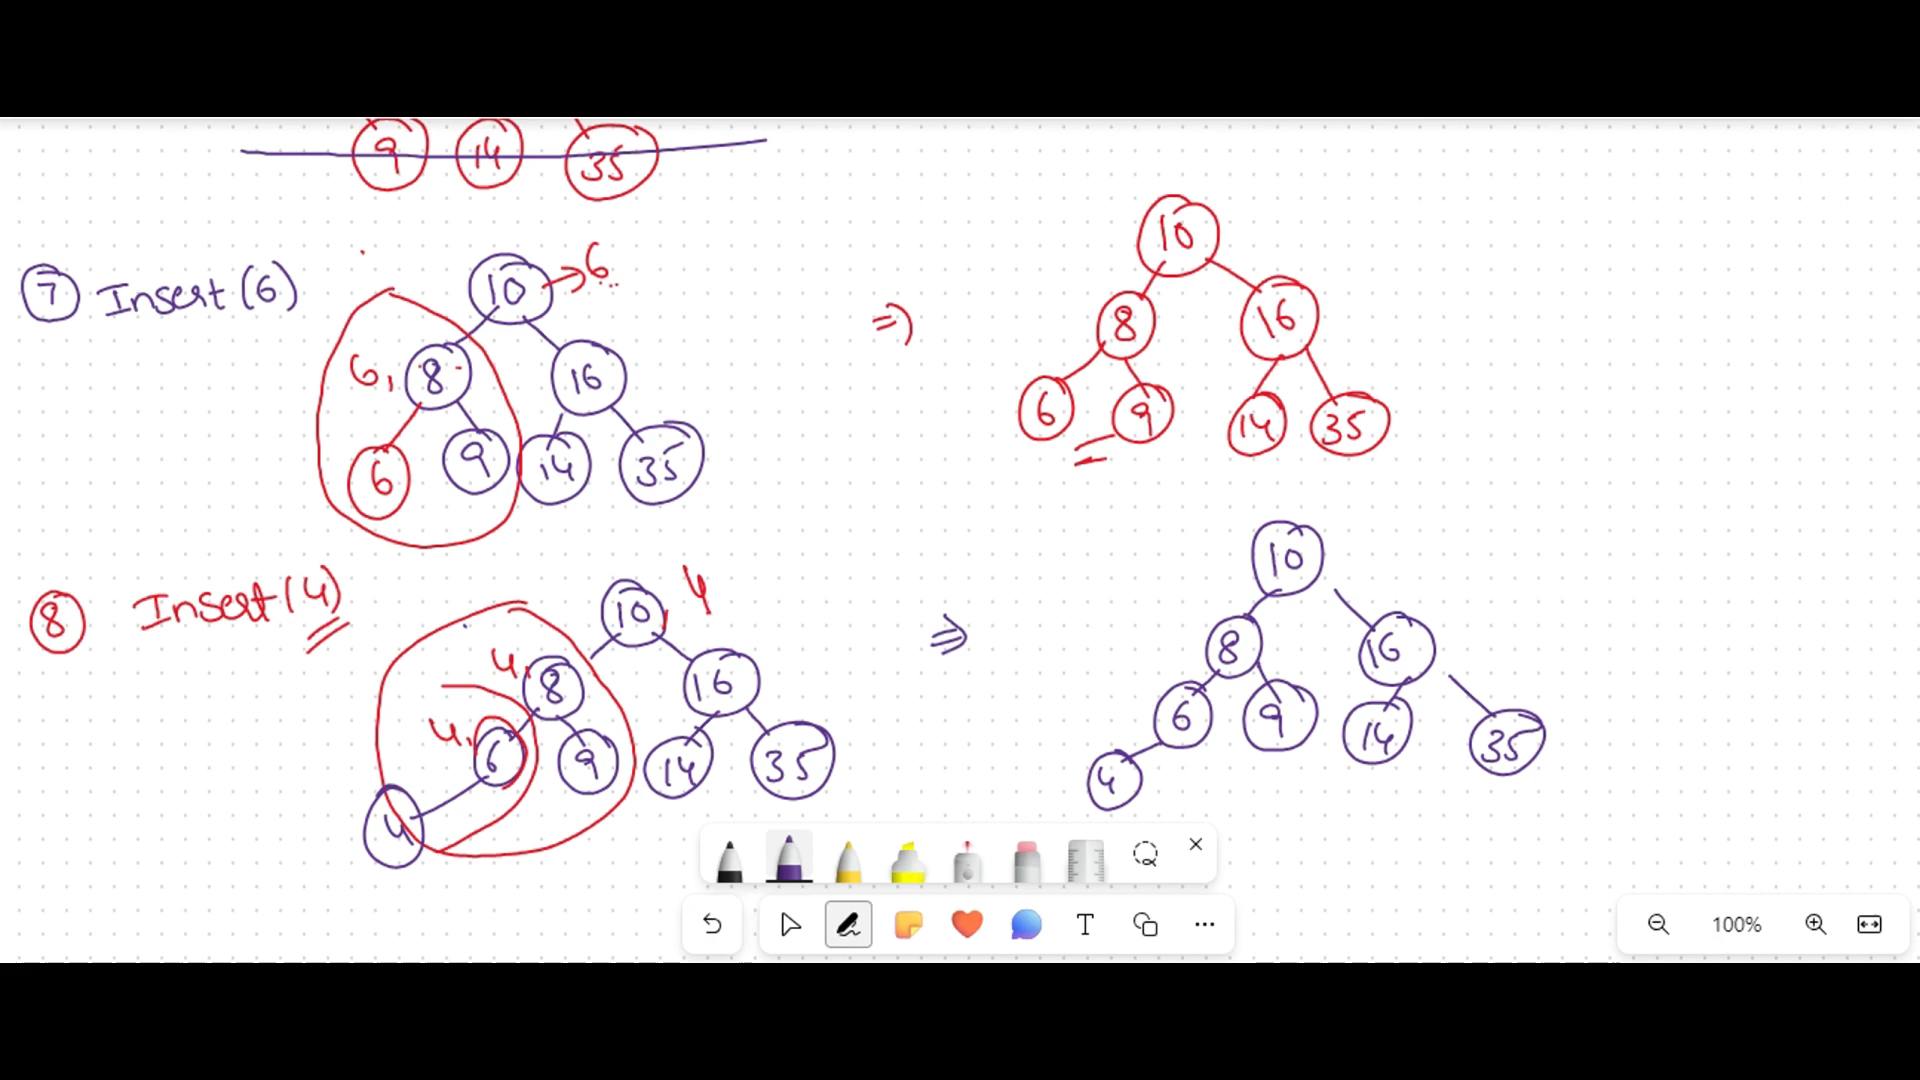 9 14 35
7 Insert(6)
10 → 6
6, 8 16
6 9 14 35
⇒
10
8 16
6 9 14 35
8 Insert(4)
10, 4
4, 8 16
4, 6 9 14 35
4
⇒
10
8 16
6 9 14 35
4
T
100%